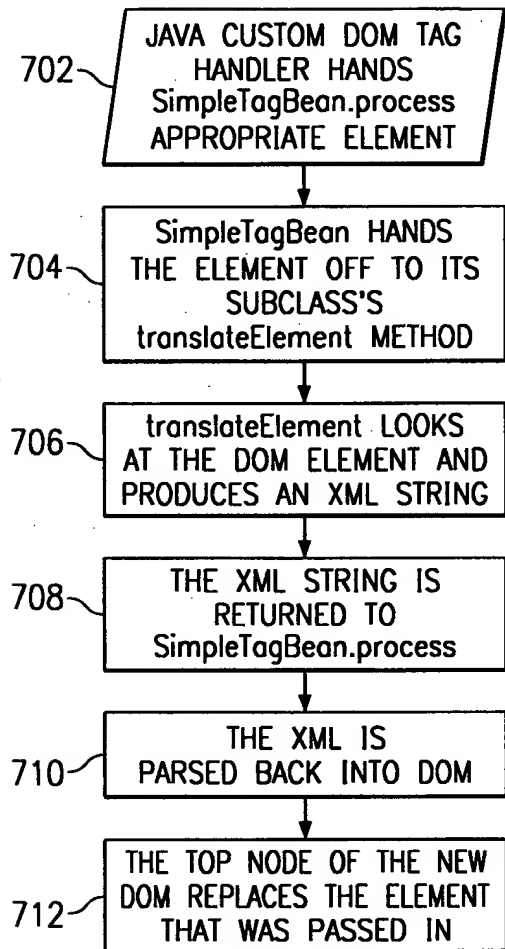 702
JAVA CUSTOM DOM TAG
HANDLER HANDS
SimpleTagBean.process
APPROPRIATE ELEMENT
704
SimpleTagBean HANDS
THE ELEMENT OFF TO ITS
SUBCLASS'S
translateElement METHOD
706
translateElement LOOKS
AT THE DOM ELEMENT AND
PRODUCES AN XML STRING
708
THE XML STRING IS
RETURNED TO
SimpleTagBean.process
710
THE XML IS
PARSED BACK INTO DOM
712
THE TOP NODE OF THE NEW
DOM REPLACES THE ELEMENT
THAT WAS PASSED IN